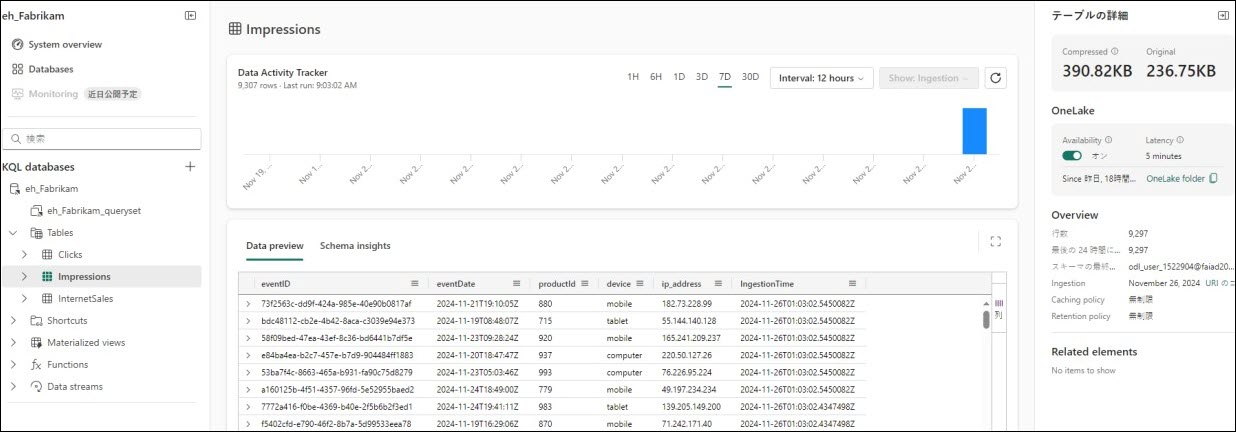 eh_Fabrikam
System overview
Databases
Monitoring 近日公開予定
検索
KQL databases
eh_Fabrikam
eh_Fabrikam_queryset
Tables
Clicks
Impressions
InternetSales
Shortcuts
Materialized views
Functions
Data streams
Impressions
Data Activity Tracker
9,307 rows · Last run: 9:03:02 AM
1H 6H 1D 3D 7D 30D Interval: 12 hours Show: Ingestion
Nov 19, ... Nov 1... Nov 2... Nov 2... Nov 2... Nov 2... Nov 2... Nov 2... Nov 2... Nov 2... Nov 2... Nov 2... Nov 2...
Data preview Schema insights
eventID eventDate productId device ip_address IngestionTime
73f2563c-dd9f-424a-985e-40e90b0817af 2024-11-21T19:10:05Z 880 mobile 182.73.228.99 2024-11-26T01:03:02.5450082Z
bdc48112-cb2e-4b42-8aca-c3039e94e373 2024-11-19T08:48:07Z 715 tablet 55.144.140.128 2024-11-26T01:03:02.5450082Z
58f09bed-47ea-43ef-8c36-bd6441b7df5e 2024-11-23T09:28:24Z 920 mobile 165.241.209.237 2024-11-26T01:03:02.5450082Z
e84ba4ea-b2c7-457e-b7d9-904484ff1883 2024-11-20T18:47:47Z 937 computer 220.50.127.26 2024-11-26T01:03:02.5450082Z
53ba7f4c-8663-465a-b931-fa90c75d8279 2024-11-23T05:03:46Z 993 computer 76.226.95.224 2024-11-26T01:03:02.5450082Z
a160125b-4f51-4357-96fd-5e52955baed2 2024-11-24T18:49:00Z 779 mobile 49.197.234.234 2024-11-26T01:03:02.5450082Z
7772a416-f0be-4369-b40e-2f5b6b2f3ed1 2024-11-24T19:41:11Z 983 tablet 139.205.149.200 2024-11-26T01:03:02.4347498Z
f5402cfd-e790-46f2-8b7a-5d99533eea78 2024-11-19T16:29:06Z 870 mobile 71.242.171.40 2024-11-26T01:03:02.4347498Z
列
テーブルの詳細
Compressed Original
390.82KB 236.75KB
OneLake
Availability Latency
オン 5 minutes
Since 昨日, 18時間... OneLake folder
Overview
行数 9,297
最後の 24 時間に... 9,297
スキーマの最終... odl_user_1522904@faiad20...
Ingestion November 26, 2024 URI のコ
Caching policy 無制限
Retention policy 無制限
Related elements
No items to show